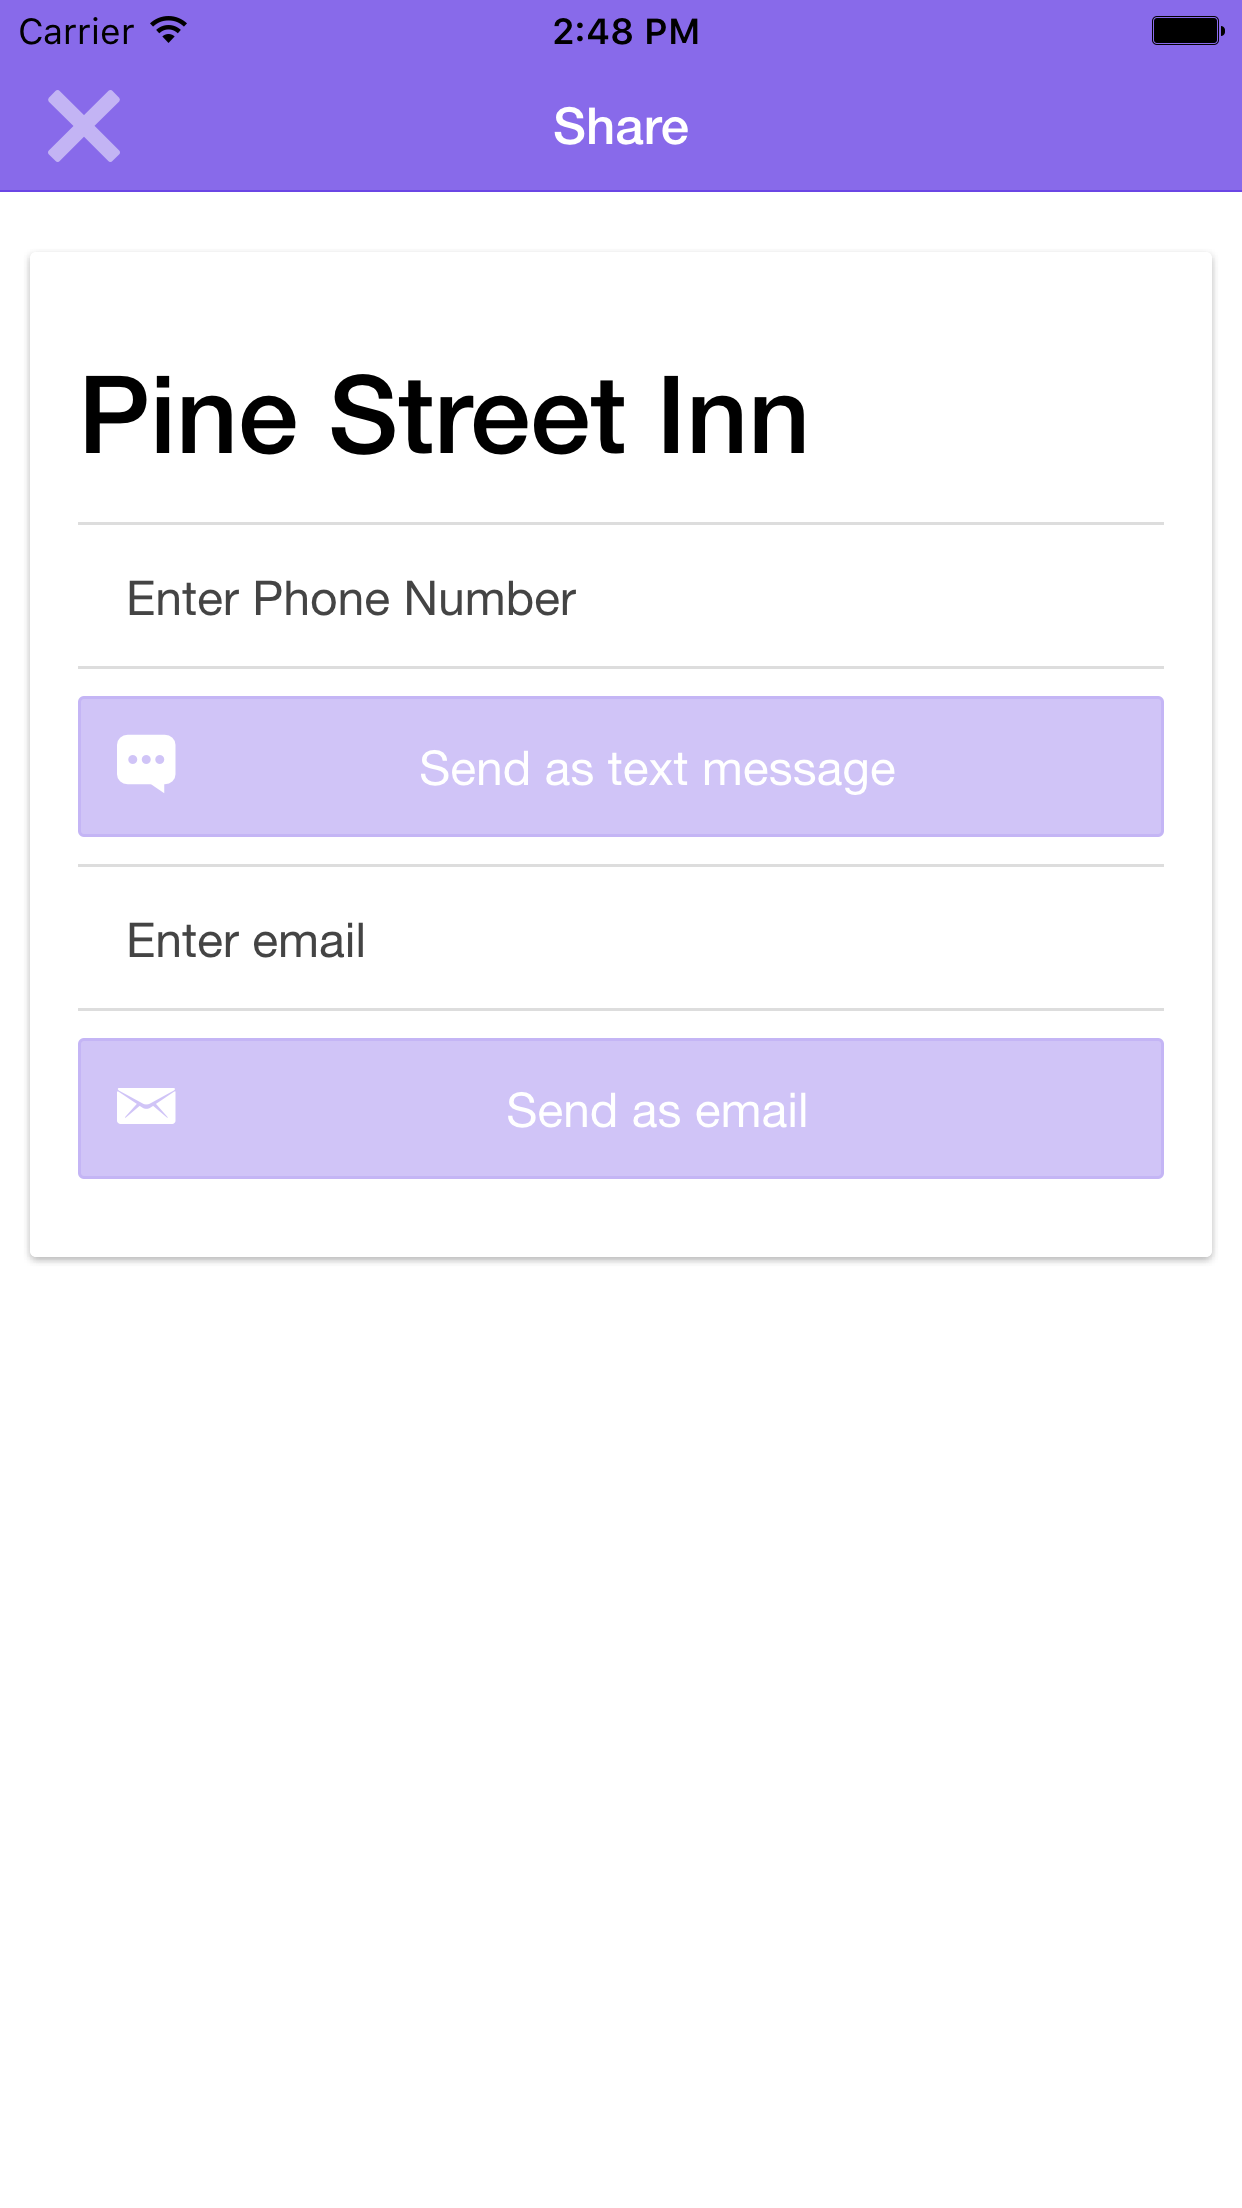 Carrier 2:48 PM
Share
Pine Street Inn
Enter Phone Number
Send as text message
Enter email
Send as email